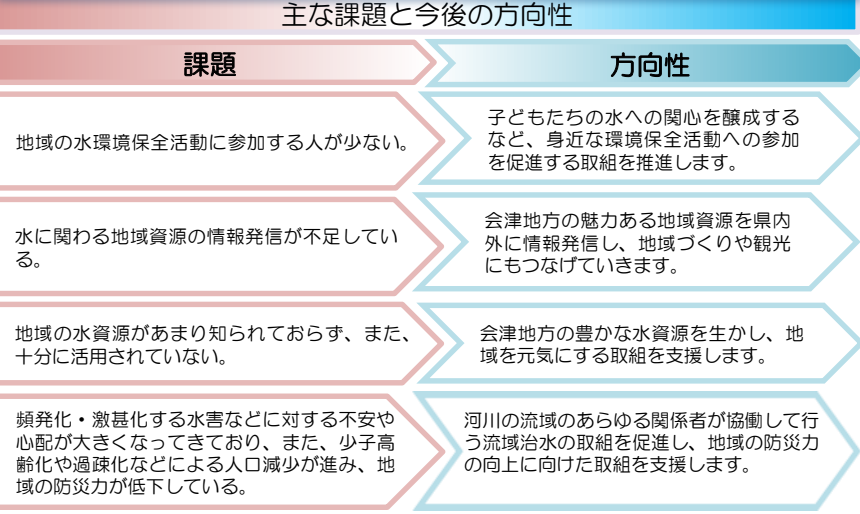 主な課題と今後の方向性
課題
方向性
地域の水環境保全活動に参加する人が少ない。
子どもたちの水への関心を醸成する
など、身近な環境保全活動への参加
を促進する取組を推進します。
水に関わる地域資源の情報発信が不足してい
る。
会津地方の魅力ある地域資源を県内
外に情報発信し、地域づくりや観光
にもつなげていきます。
地域の水資源があまり知られておらず、また、
十分に活用されていない。
会津地方の豊かな水資源を生かし、地
域を元気にする取組を支援します。
頻発化・激甚化する水害などに対する不安や
心配が大きくなってきており、また、少子高
齢化や過疎化などによる人口減少が進み、地
域の防災力が低下している。
河川の流域のあらゆる関係者が協働して行
う流域治水の取組を促進し、地域の防災力
の向上に向けた取組を支援します。